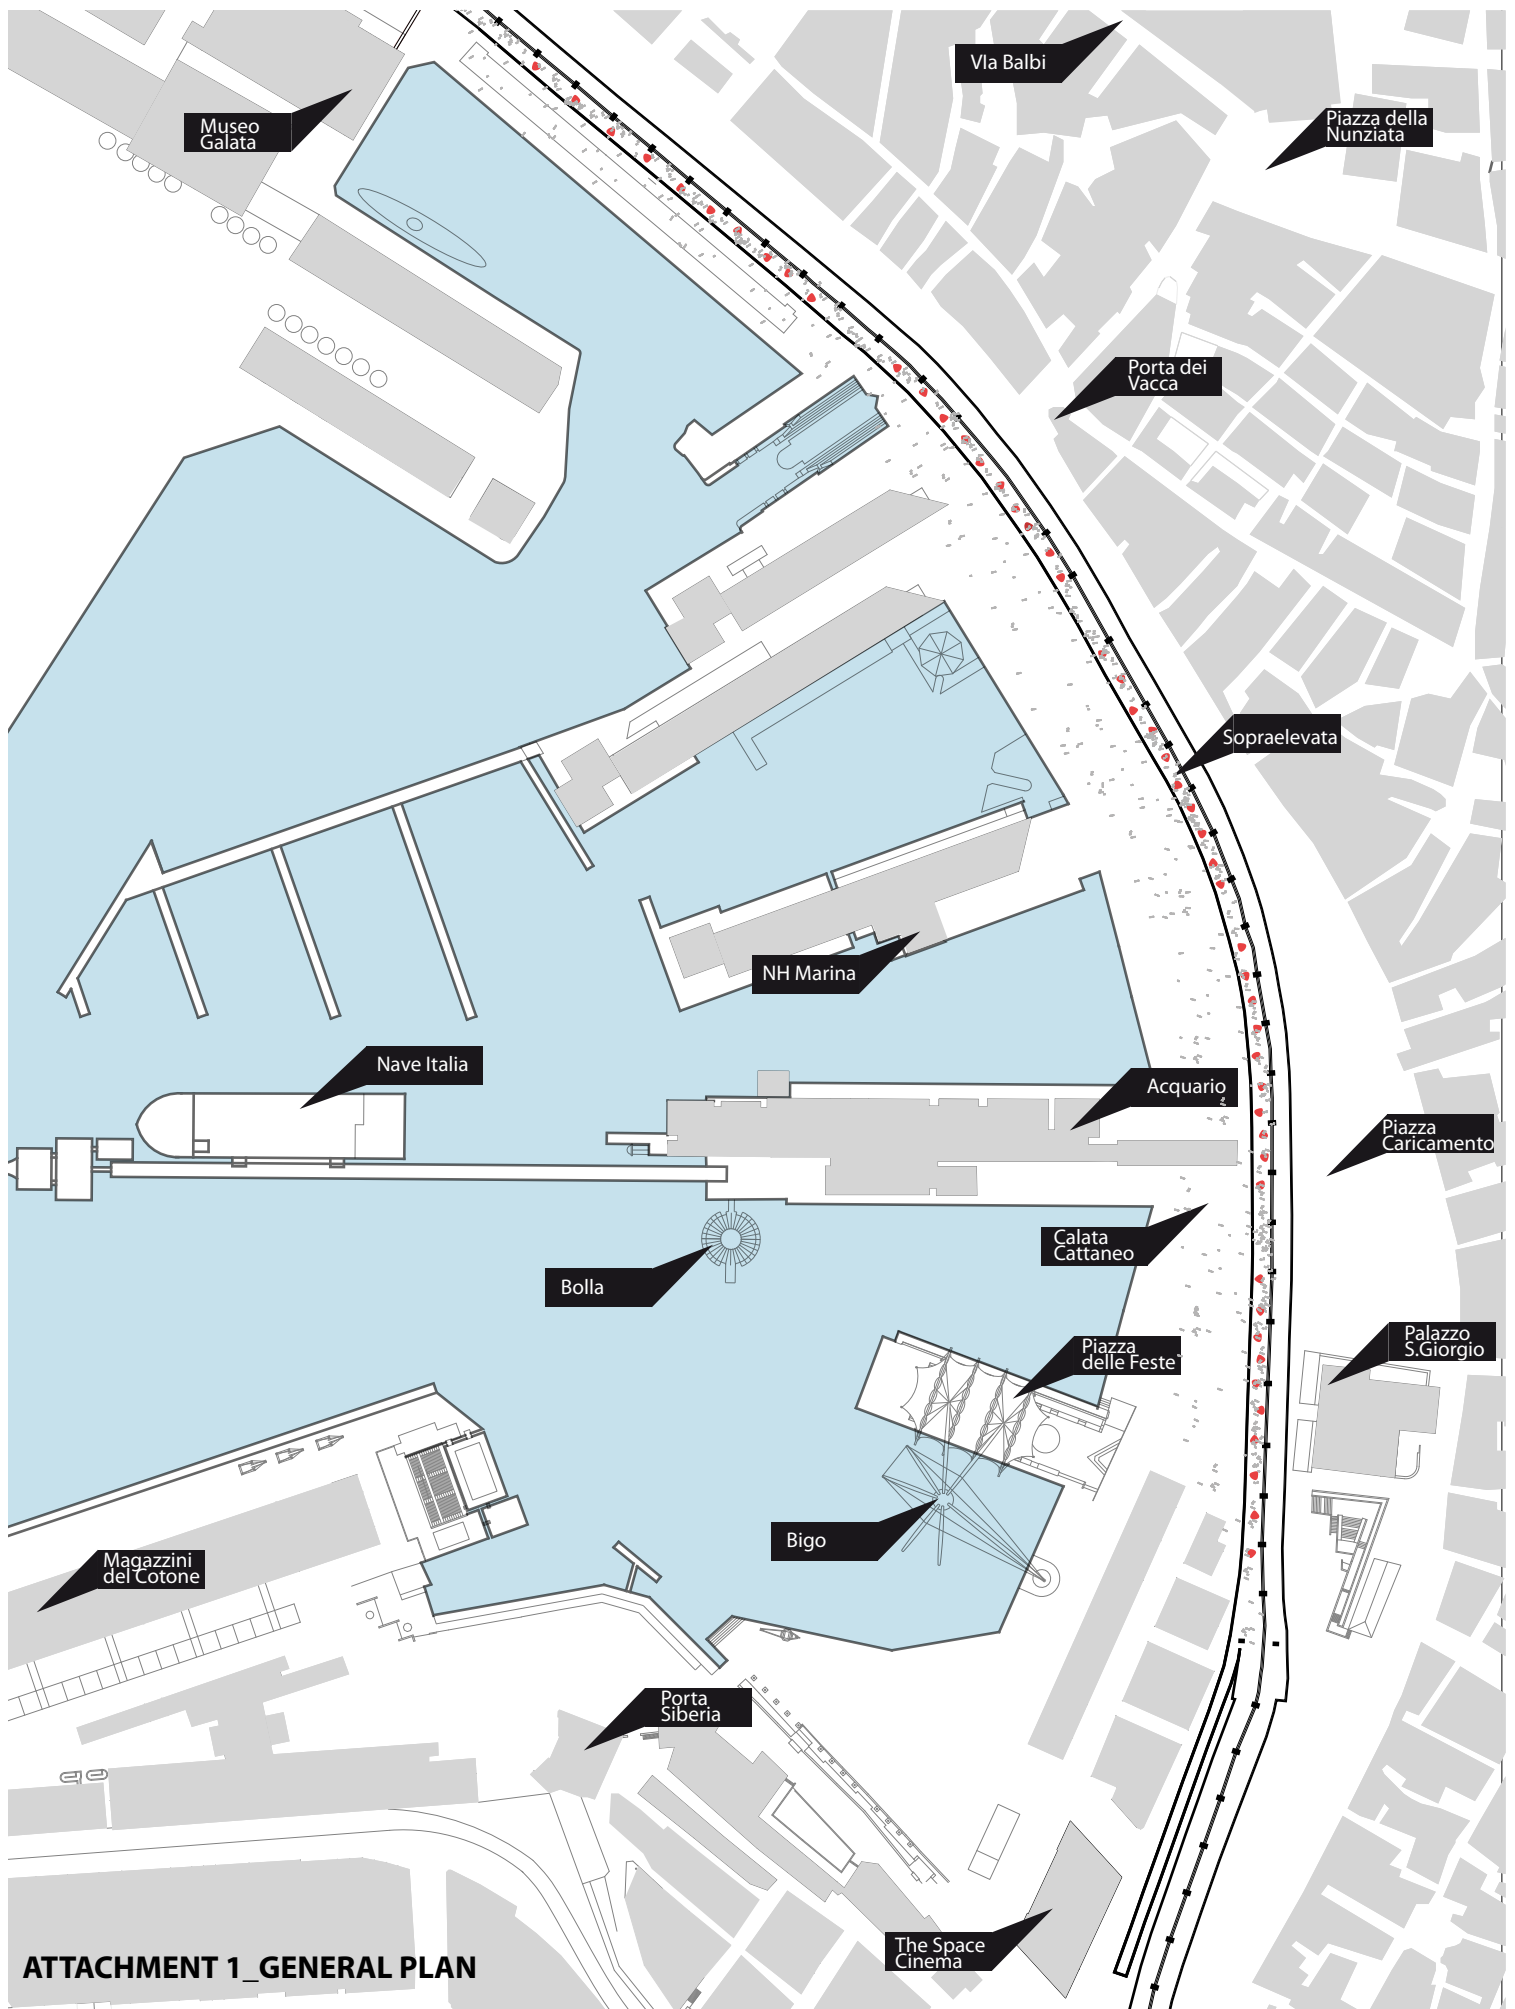 VIa Balbi
Museo
Galata
Piazza della
Nunziata
Porta dei
Vacca
Sopraelevata
NH Marina
Nave Italia
Acquario
Piazza
Caricamento
Calata
Cattaneo
Bolla
Piazza
delle Feste
Palazzo
S.Giorgio
Bigo
Magazzini
del Cotone
Porta
Siberia
The Space
Cinema
ATTACHMENT 1_GENERAL PLAN